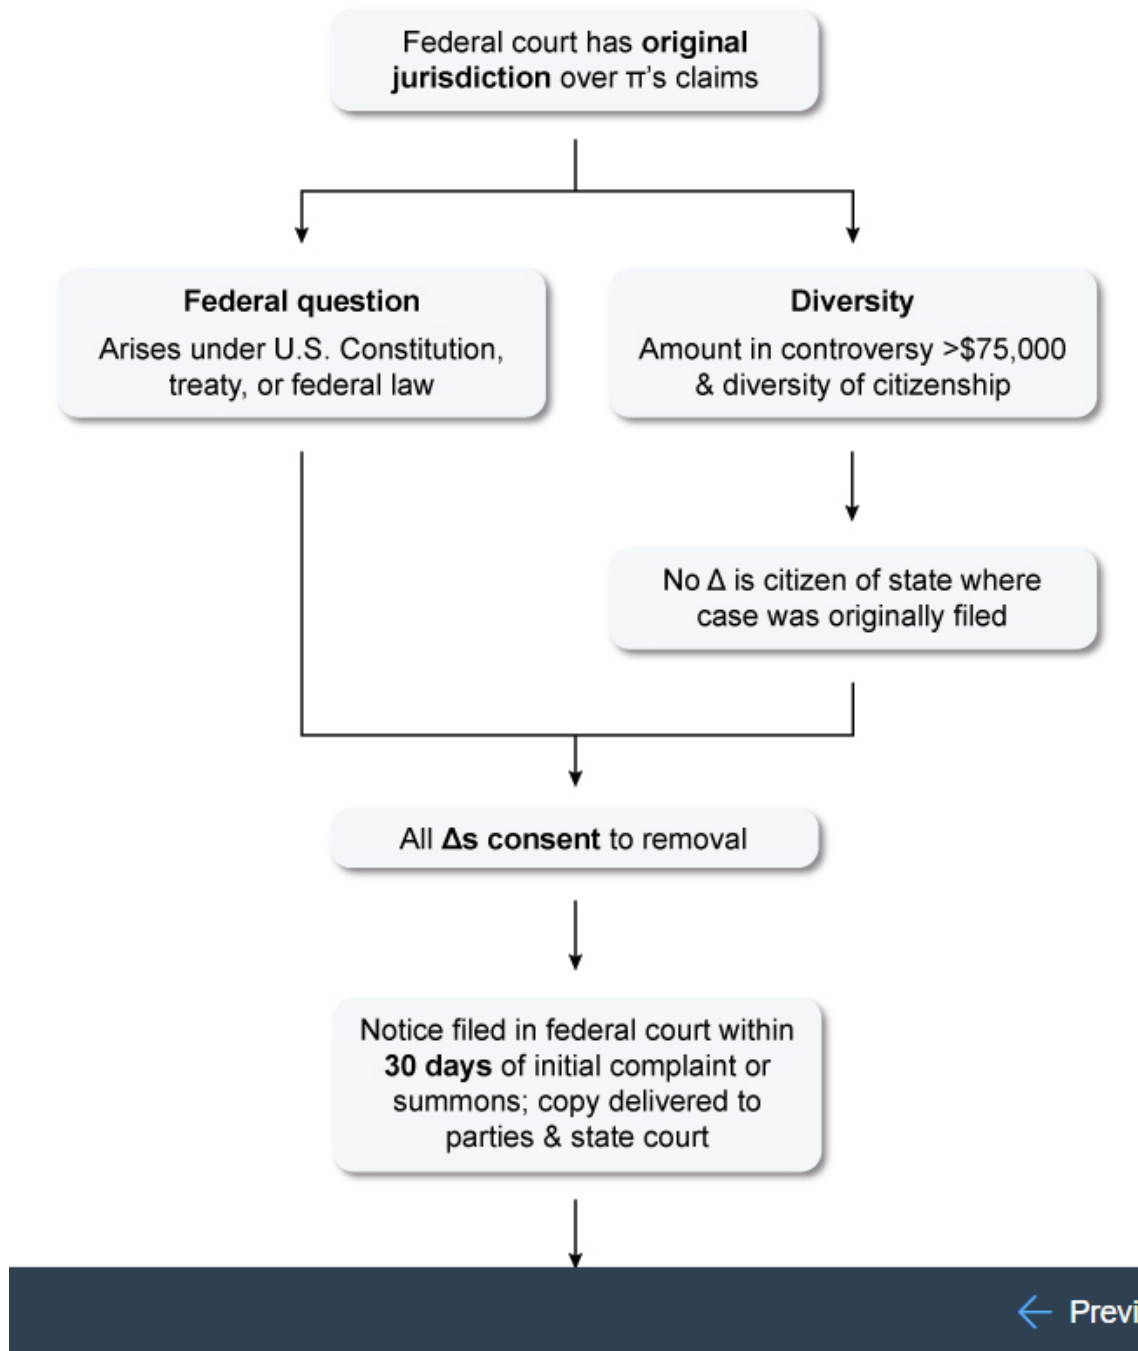 Federal court has original
jurisdiction over π's claims
Federal question
Arises under U.S. Constitution,
treaty, or federal law
Diversity
Amount in controversy >$75,000
& diversity of citizenship
No Δ is citizen of state where
case was originally filed
All Δs consent to removal
Notice filed in federal court within
30 days of initial complaint or
summons; copy delivered to
parties & state court
Previ